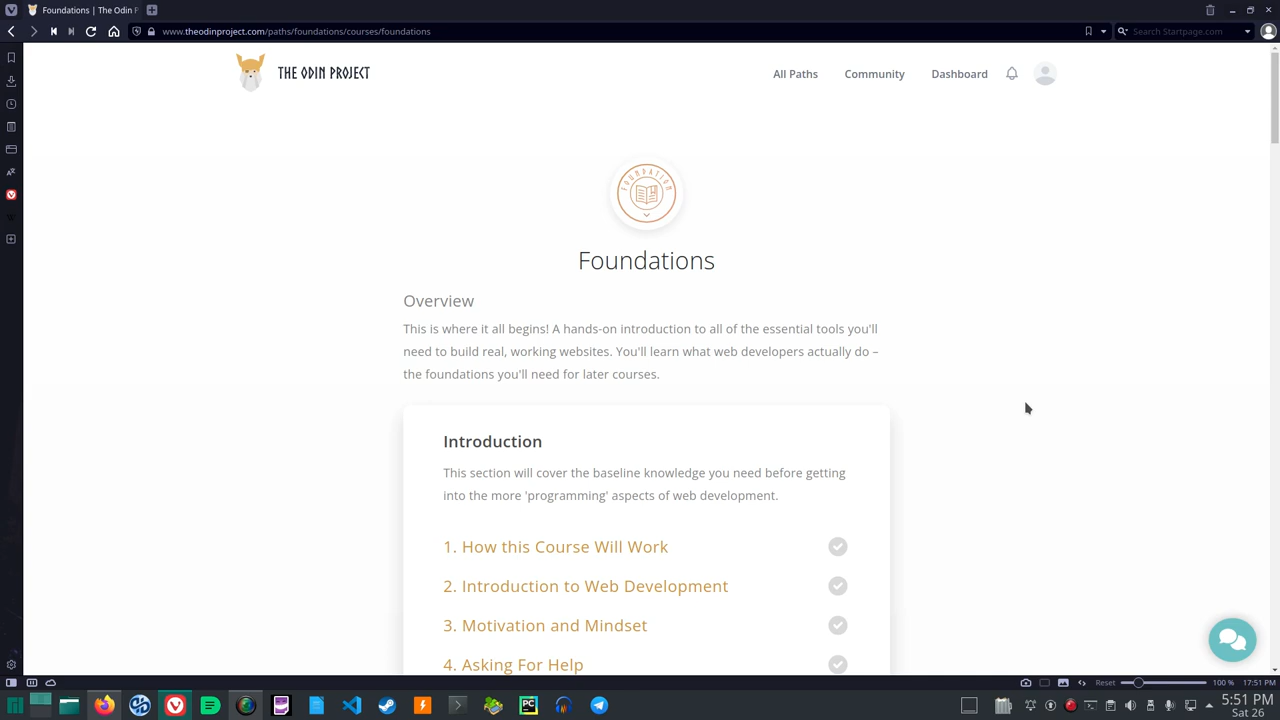 Foundations | The Odin P
www.theodinproject.com/paths/foundations/courses/foundations
Search Startpage.com
THE ODIN PROJECT
All Paths
Community
Dashboard
FOUNDATION
Foundations
Overview
This is where it all begins! A hands-on introduction to all of the essential tools you'll
need to build real, working websites. You'll learn what web developers actually do –
the foundations you'll need for later courses.
Introduction
This section will cover the baseline knowledge you need before getting
into the more 'programming' aspects of web development.
1. How this Course Will Work
2. Introduction to Web Development
3. Motivation and Mindset
4. Asking For Help
Reset
100 %
17:51 PM
5:51 PM
Sat 26